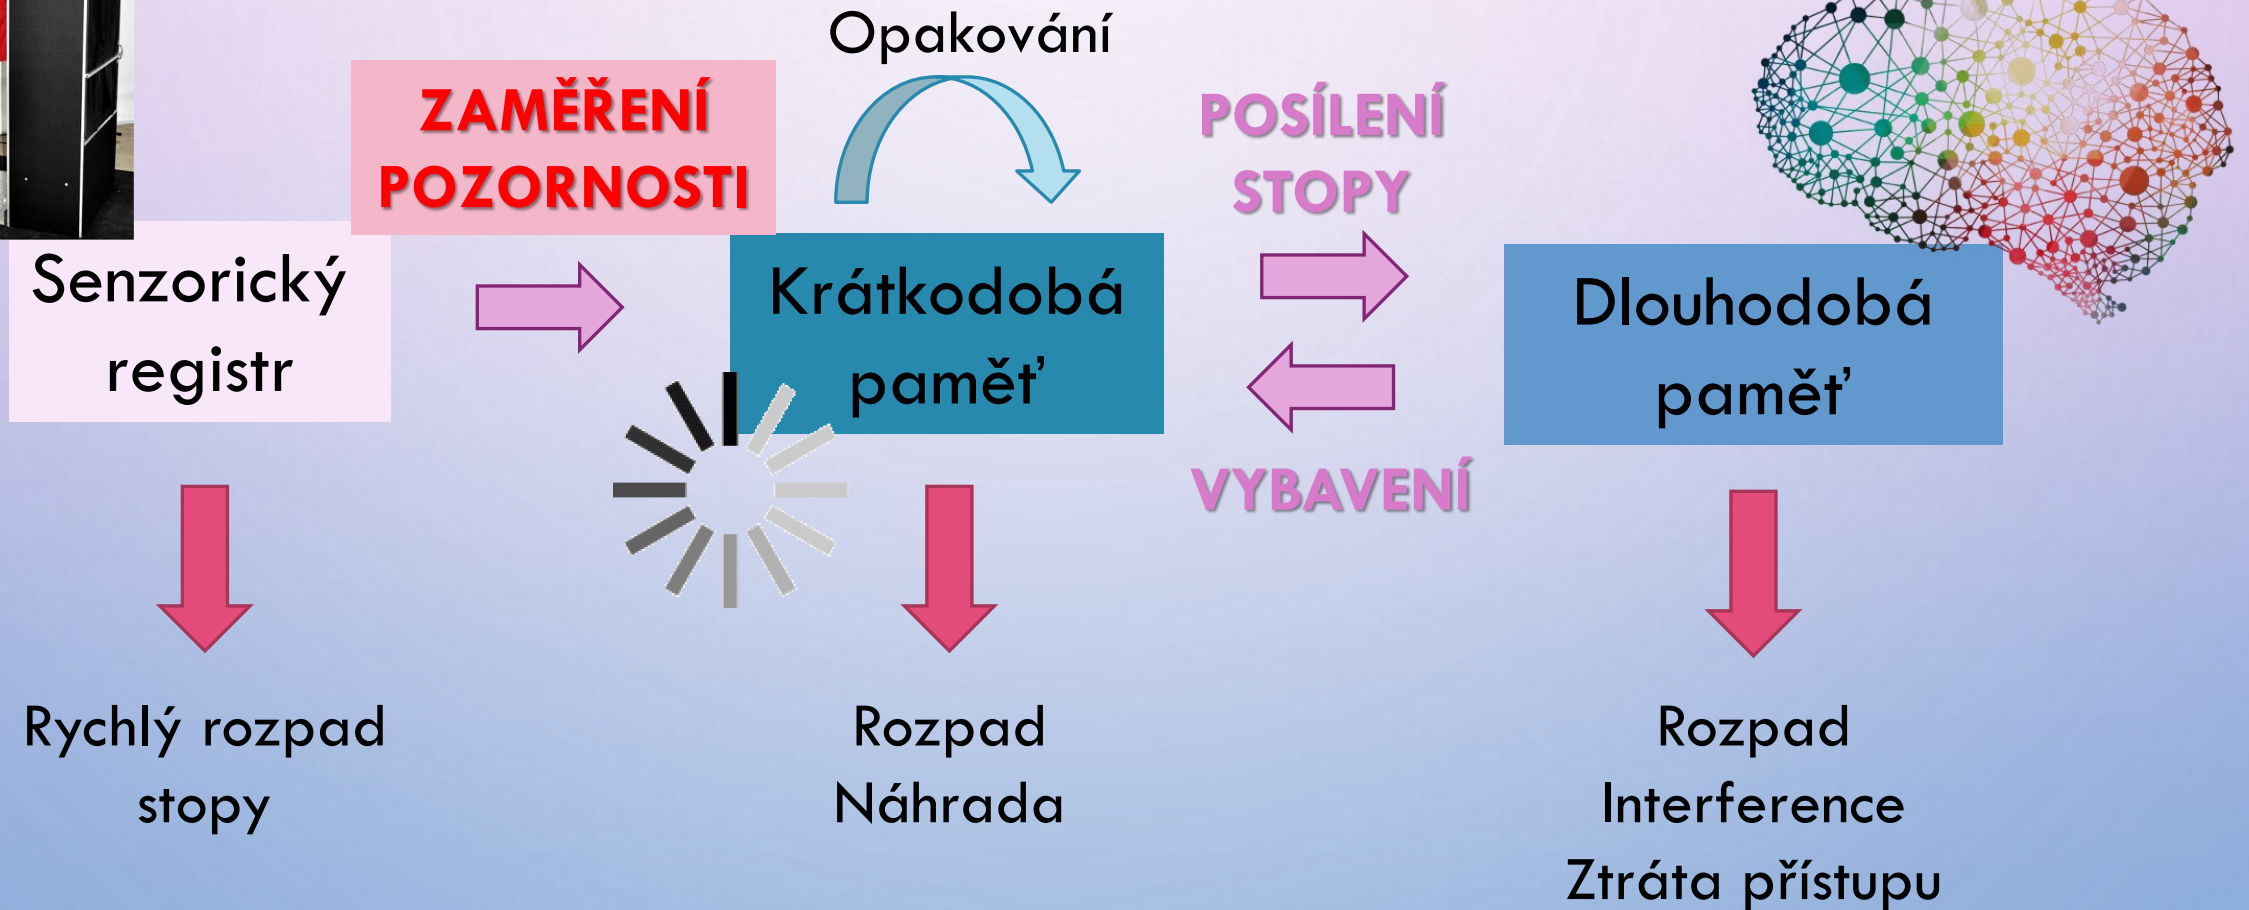 Opakování
ZAMĚŘENÍ
POZORNOSTI
POSÍLENÍ
STOPY
Senzorický
registr
Krátkodobá
paměť
Dlouhodobá
paměť
VYBAVENÍ
Rychlý rozpad
stopy
Rozpad
Náhrada
Rozpad
Interference
Ztráta přístupu